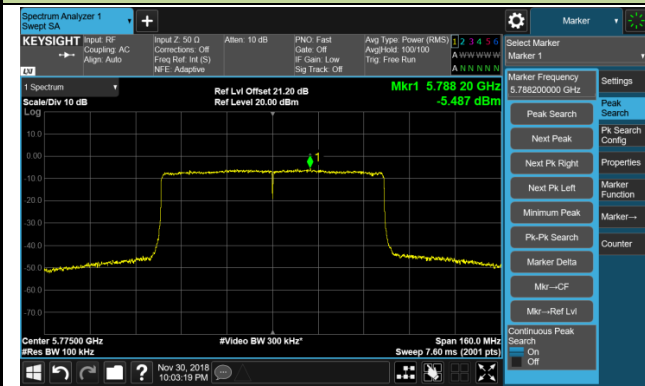 Spectrum Analyzer 1
Swept SA
Marker
KEYSIGHT
Input: RF
Coupling: AC
Align: Auto
Input Z: 50 Ω
Corrections: Off
Freq Ref: Int (S)
NFE: Adaptive
Atten: 10 dB
PNO: Fast
Gate: Off
IF Gain: Low
Sig Track: Off
Avg Type: Power (RMS)
Avg|Hold: 100/100
Trig: Free Run
1 2 3 4 5 6
A W W W W W
A N N N N N
LXI
Select Marker
Marker 1
1 Spectrum
Scale/Div 10 dB
Ref Lvl Offset 21.20 dB
Ref Level 20.00 dBm
Mkr1 5.788 20 GHz
-5.487 dBm
Log
10.0
0.00
-10.0
-20.0
-30.0
-40.0
-50.0
-60.0
-70.0
1
Center 5.77500 GHz
#Res BW 100 kHz
#Video BW 300 kHz*
Span 160.0 MHz
Sweep 7.60 ms (2001 pts)
Marker Frequency
5.788200000 GHz
Peak Search
Next Peak
Next Pk Right
Next Pk Left
Minimum Peak
Pk-Pk Search
Marker Delta
Mkr→CF
Mkr→Ref Lvl
Continuous Peak
Search
On
Off
Settings
Peak
Search
Pk Search
Config
Properties
Marker
Function
Marker→
Counter
?
Nov 30, 2018
10:03:19 PM